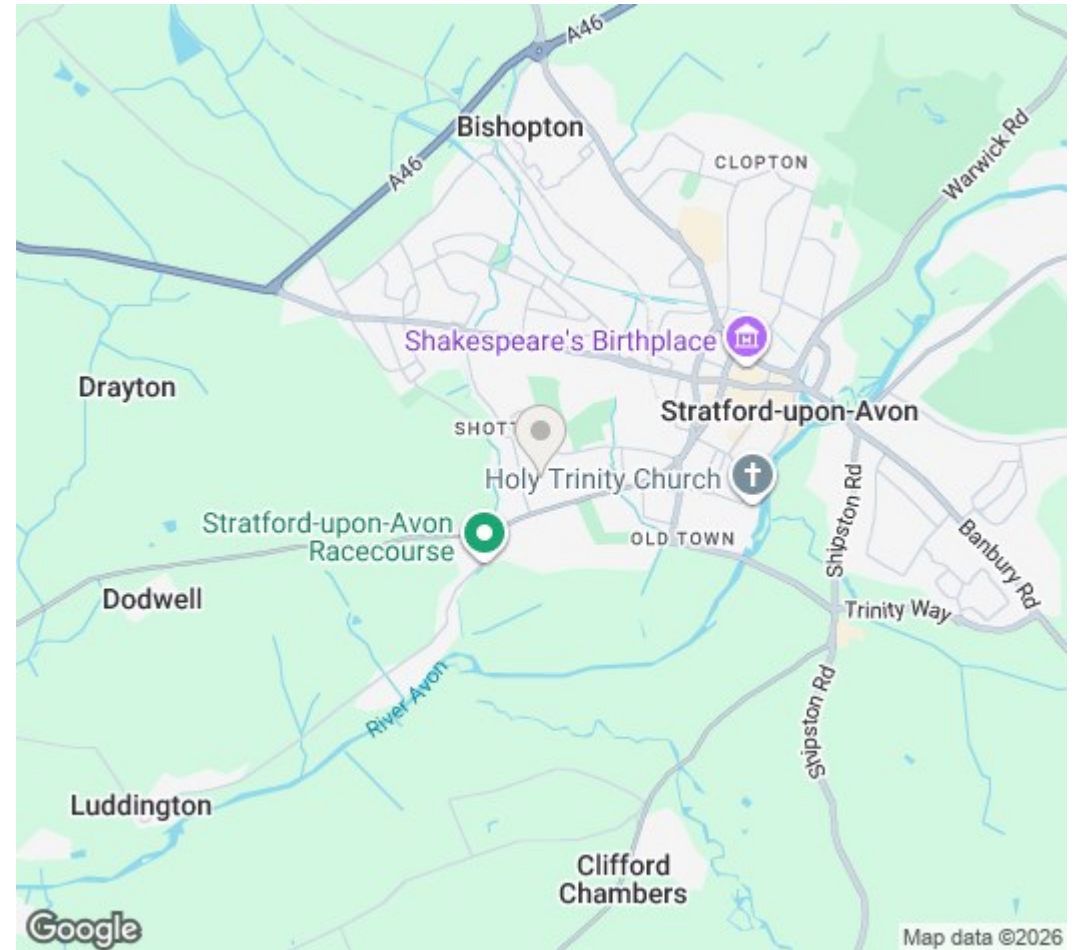 A46
Bishopton
A46
CLOPTON
Warwick Rd
Shakespeare's Birthplace
Drayton
Stratford-upon-Avon
SHOTT
Holy Trinity Church
Stratford-upon-Avon
Racecourse
OLD TOWN
Shipston Rd
Banbury Rd
Dodwell
Trinity Way
River Avon
Shipston Rd
Luddington
Clifford
Chambers
Google
Map data ©2026